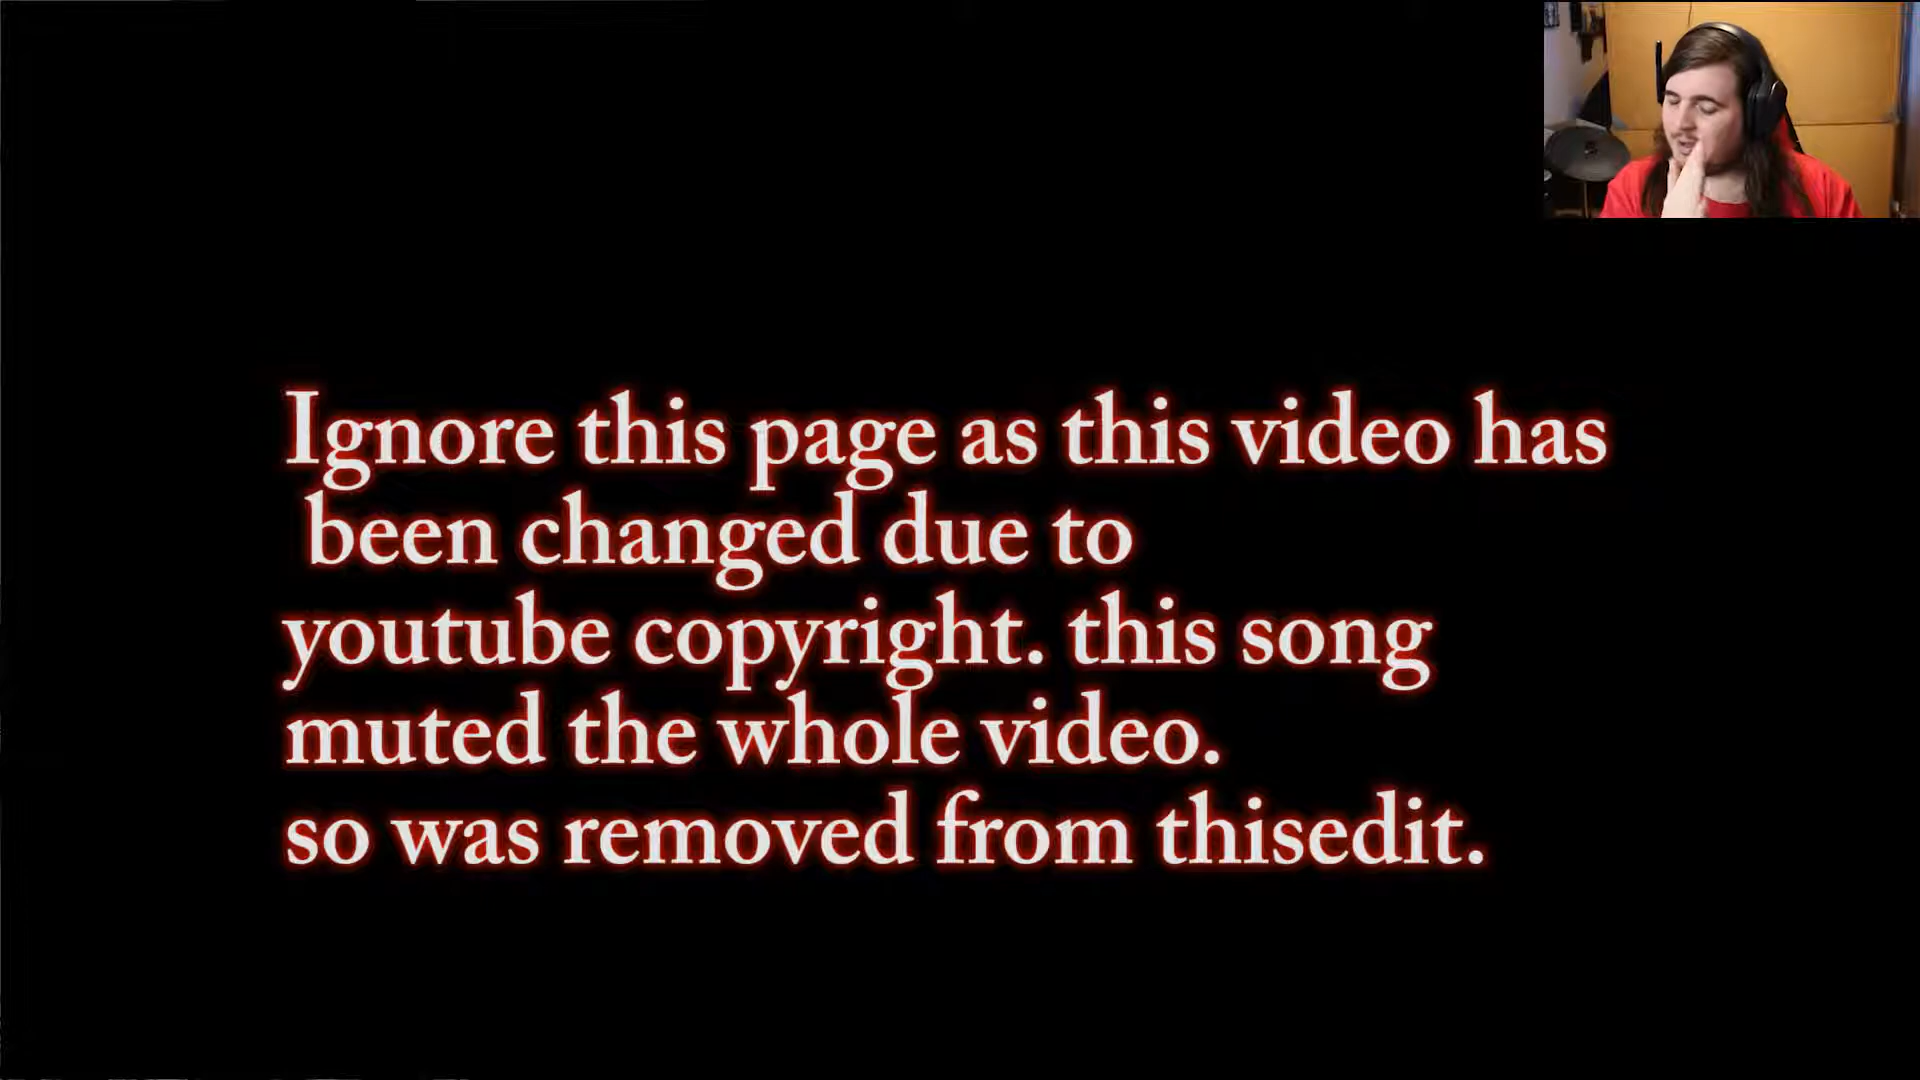 Ignore this page as this video has
been changed due to
youtube copyright. this song
muted the whole video.
so was removed from thisedit.